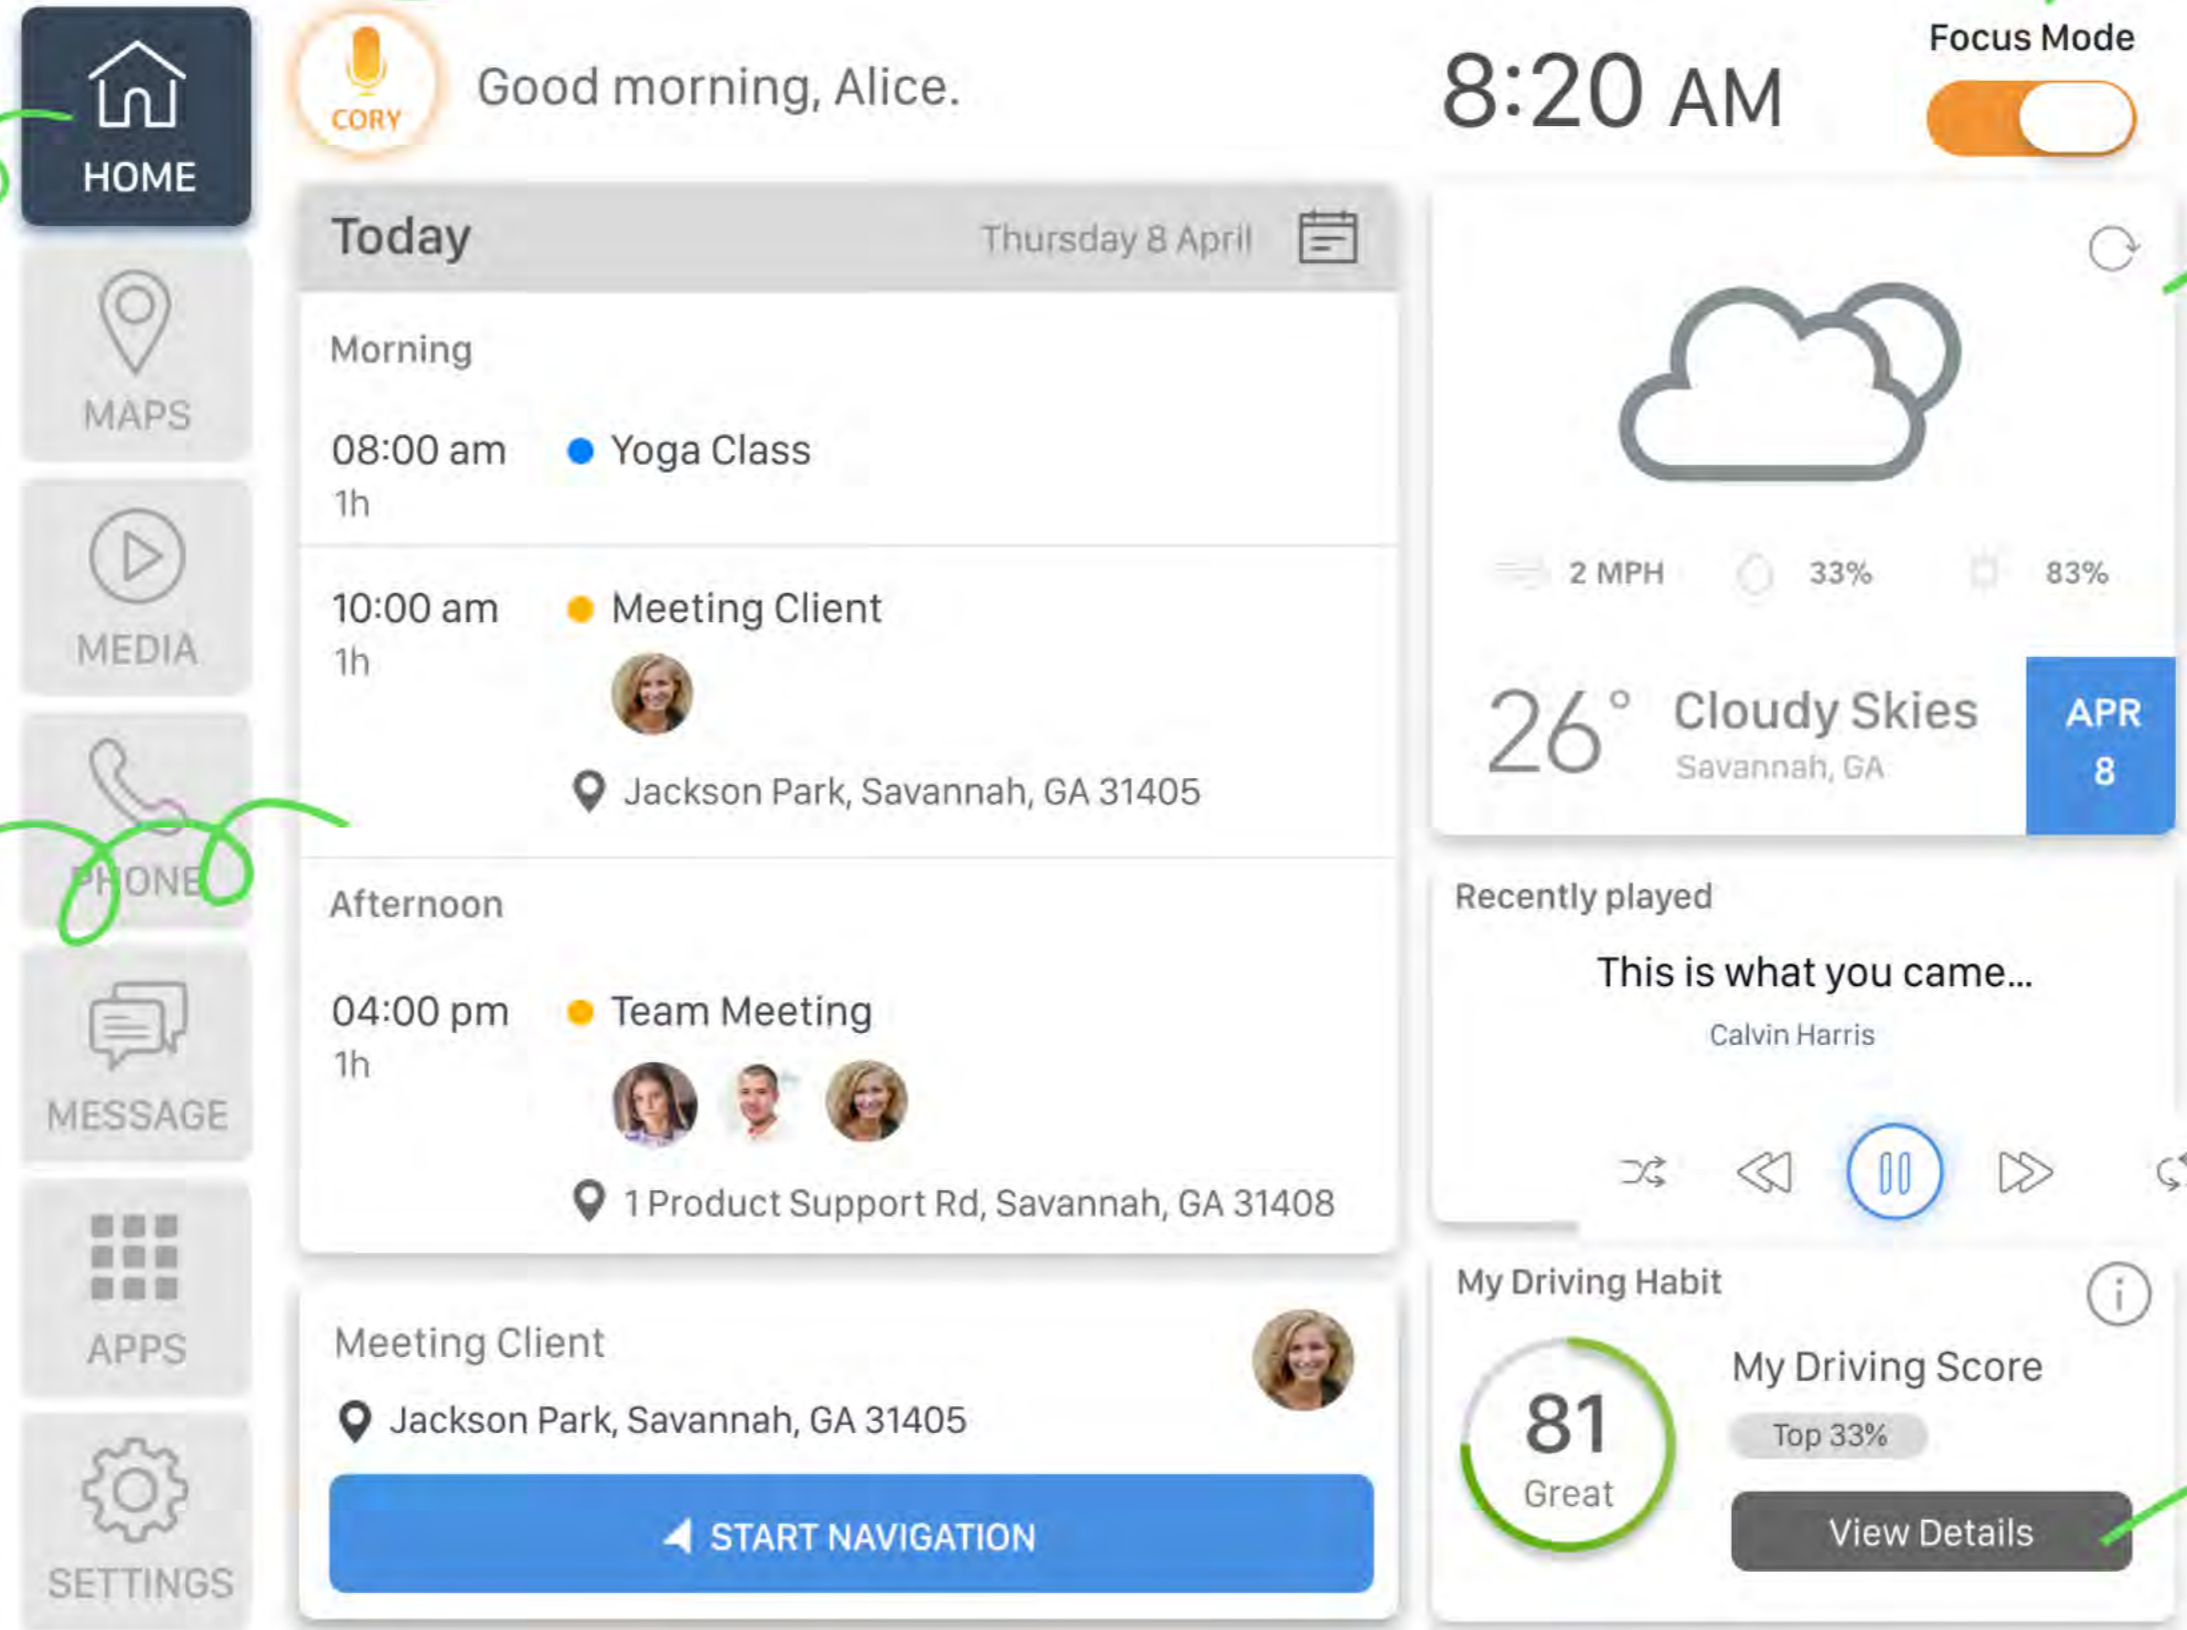 HOME
MAPS
MEDIA
PHONE
MESSAGE
APPS
SETTINGS
CORY
Good morning, Alice.
8:20 AM
Focus Mode
Today
Thursday 8 April
Morning
08:00 am
Yoga Class
1h
10:00 am
Meeting Client
1h
Jackson Park, Savannah, GA 31405
Afternoon
04:00 pm
Team Meeting
1h
1 Product Support Rd, Savannah, GA 31408
Meeting Client
Jackson Park, Savannah, GA 31405
START NAVIGATION
2 MPH
33%
83%
26°
Cloudy Skies
Savannah, GA
APR
8
Recently played
This is what you came...
Calvin Harris
My Driving Habit
i
81
Great
My Driving Score
Top 33%
View Details